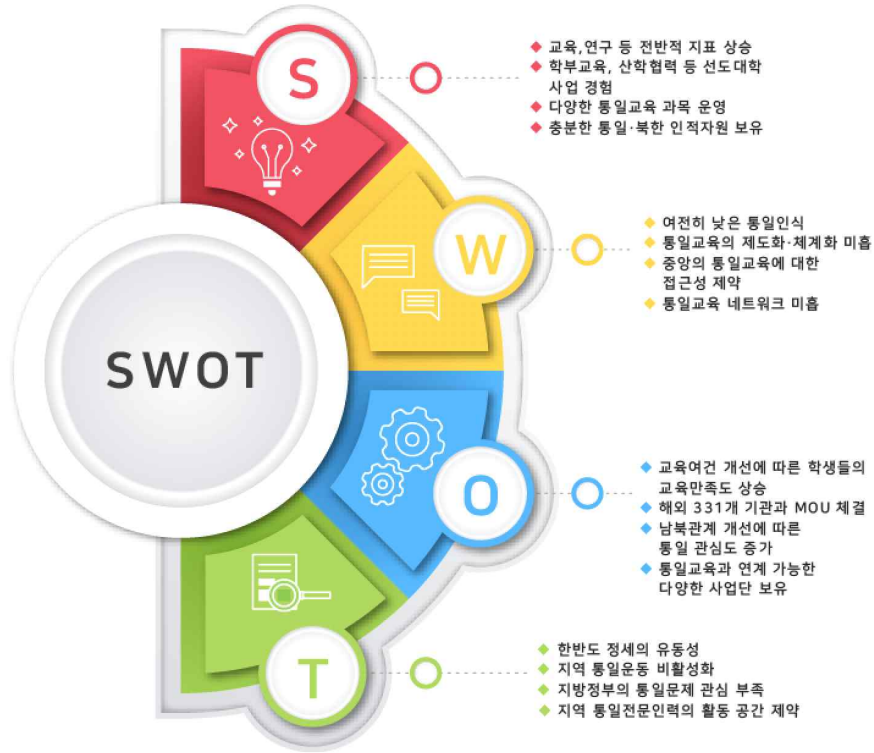 SWOT
S
◆ 교육,연구 등 전반적 지표 상승
◆ 학부교육, 산학협력 등 선도대학
사업 경험
◆ 다양한 통일교육 과목 운영
◆ 충분한 통일·북한 인적자원 보유
W
◆ 여전히 낮은 통일인식
◆ 통일교육의 제도화·체계화 미흡
◆ 중앙의 통일교육에 대한
접근성 제약
◆ 통일교육 네트워크 미흡
O
◆ 교육여건 개선에 따른 학생들의
교육만족도 상승
◆ 해외 331개 기관과 MOU 체결
◆ 남북관계 개선에 따른
통일 관심도 증가
◆ 통일교육과 연계 가능한
다양한 사업단 보유
T
◆ 한반도 정세의 유동성
◆ 지역 통일운동 비활성화
◆ 지방정부의 통일문제 관심 부족
◆ 지역 통일전문인력의 활동 공간 제약